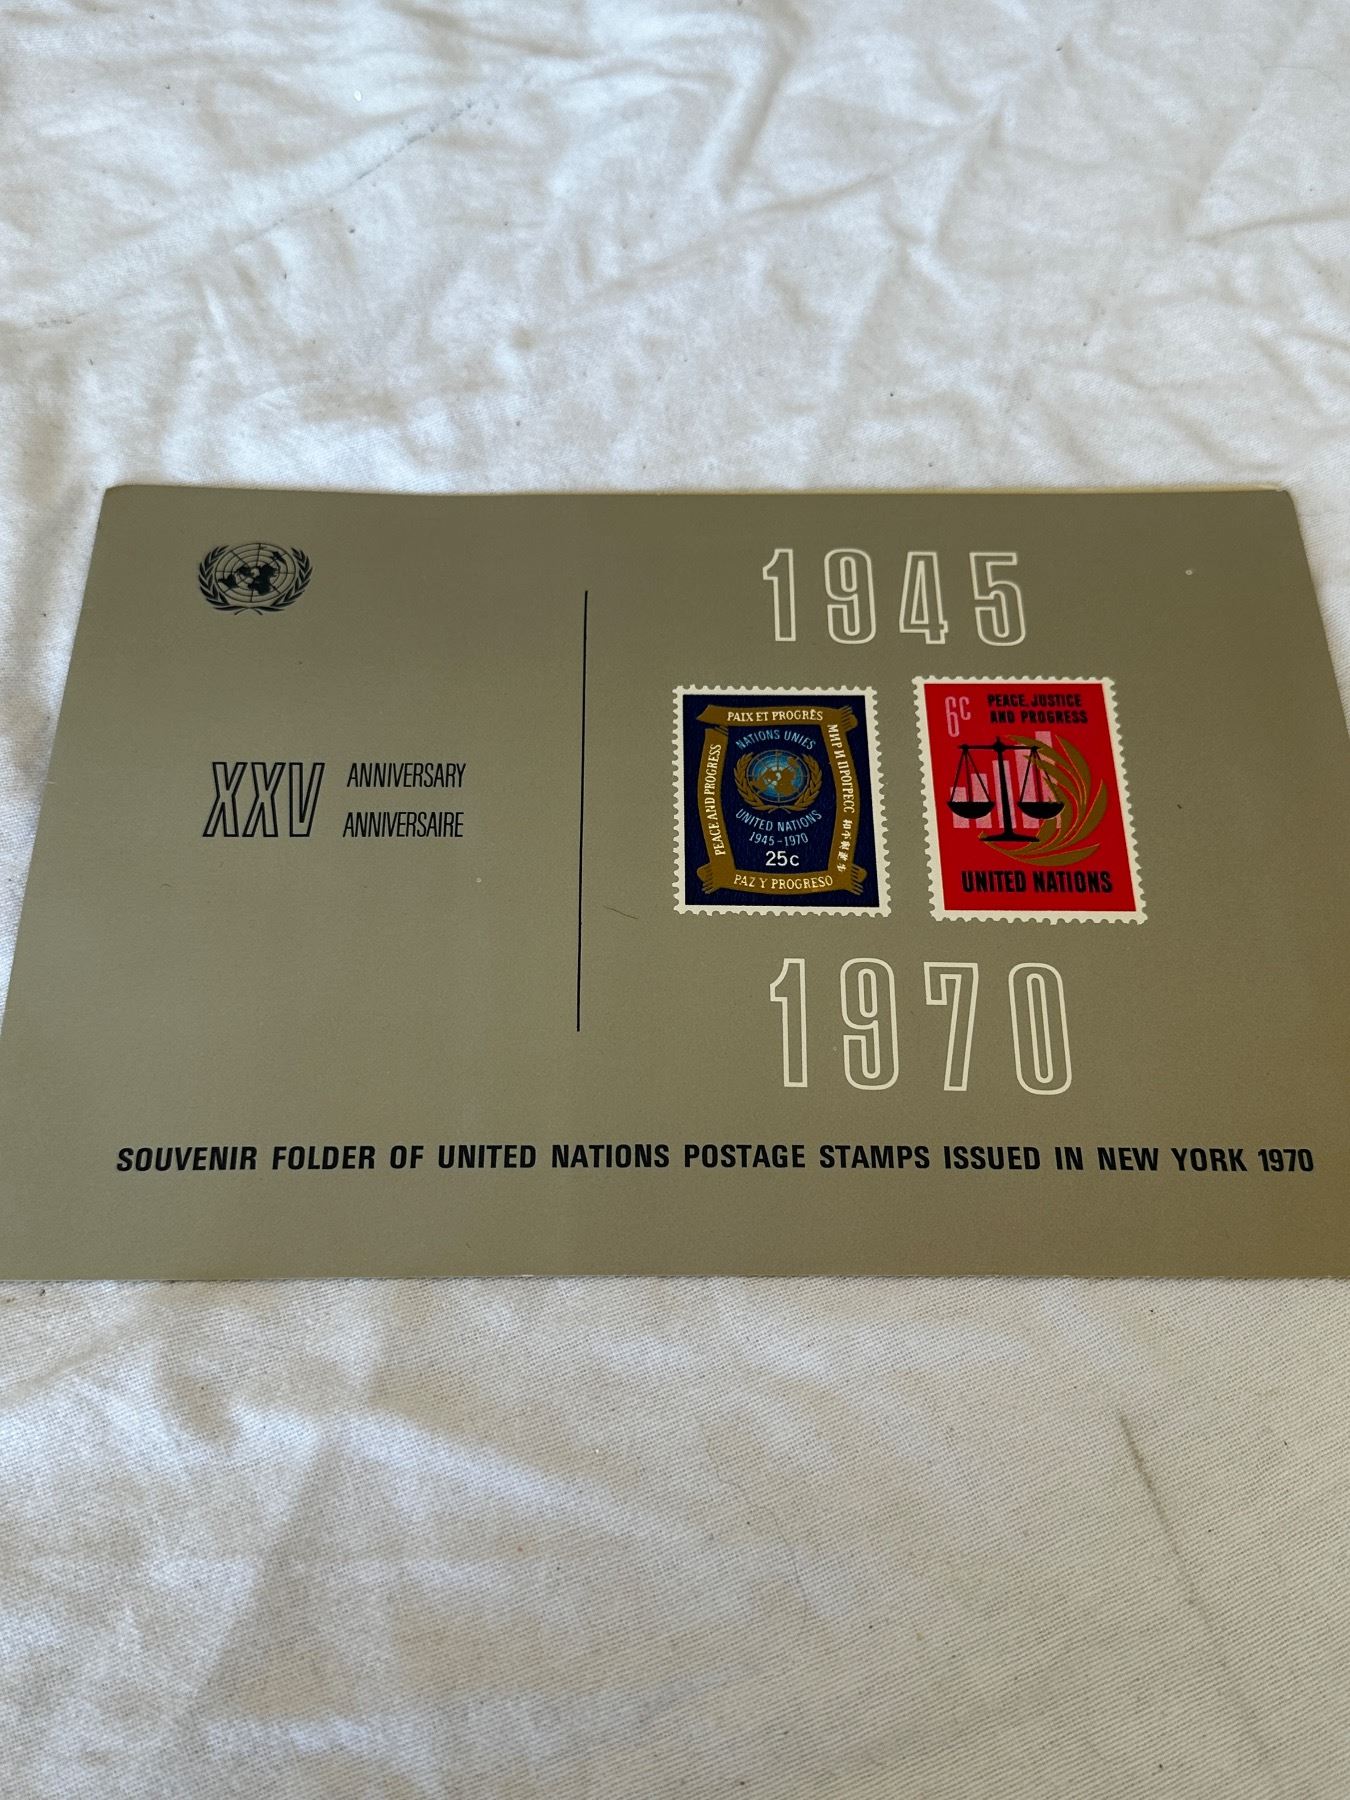 XXV ANNIVERSARY
ANNIVERSAIRE
1945
PAIX ET PROGRÈS
PEACE AND PROGRESS
МИР И ПРОГРЕСС
PAZ Y PROGRESO
NATIONS UNIES
UNITED NATIONS
1945-1970
25c
6c
PEACE, JUSTICE
AND PROGRESS
UNITED NATIONS
1970
SOUVENIR FOLDER OF UNITED NATIONS POSTAGE STAMPS ISSUED IN NEW YORK 1970